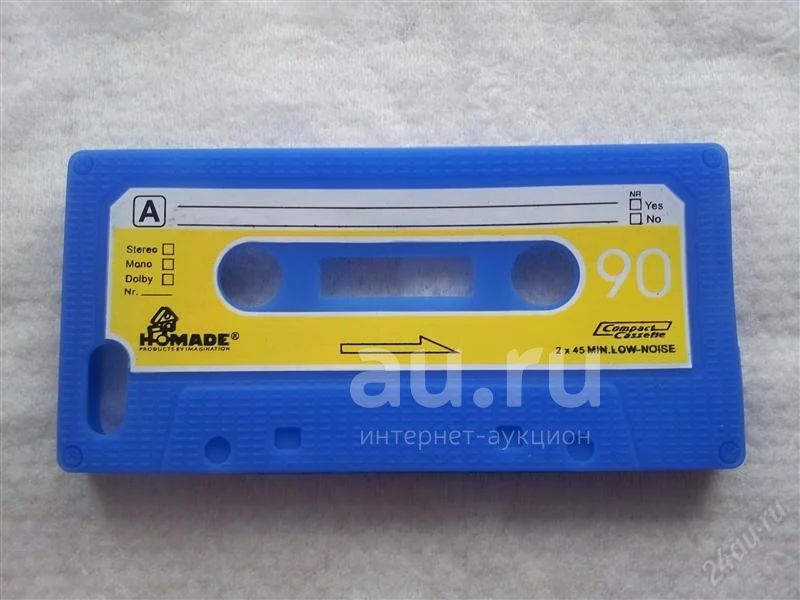 A
NR
Yes
No
Stereo
Mono
Dolby
Nr.
90
HOMADE®
PRODUCTS BY IMAGINATION
Compact
Cassette
2 x 45 MIN.LOW-NOISE
au.ru
интернет-аукцион
24au.ru